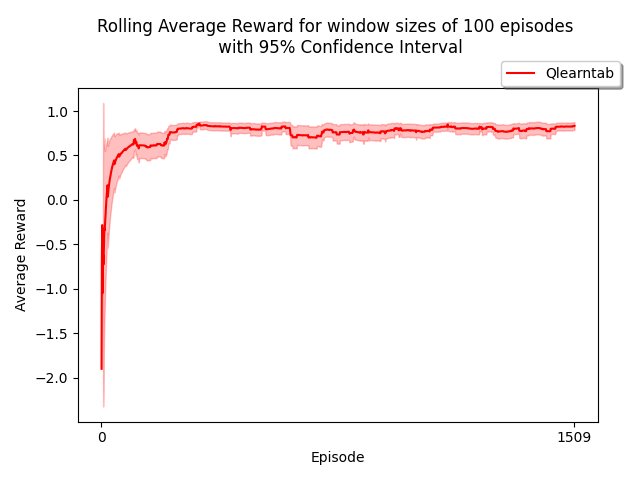 Rolling Average Reward for window sizes of 100 episodes
with 95% Confidence Interval
Qlearntab
1.0
0.5
0.0
−0.5
−1.0
−1.5
−2.0
Average Reward
0
1509
Episode